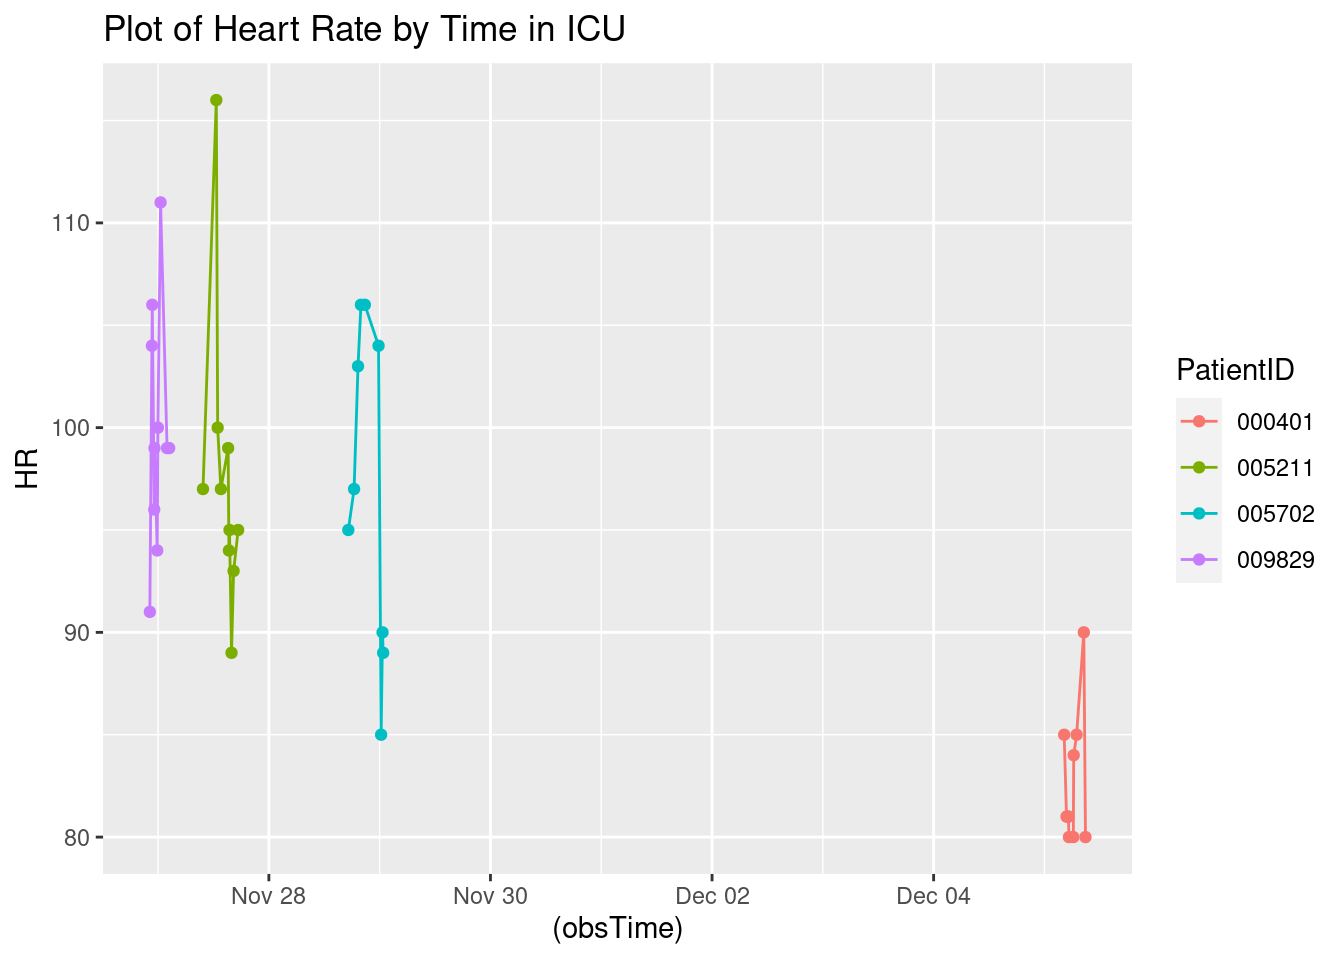 Plot of Heart Rate by Time in ICU
110
100
90
80
HR
Nov 28 Nov 30 Dec 02 Dec 04
(obsTime)
PatientID
000401
005211
005702
009829